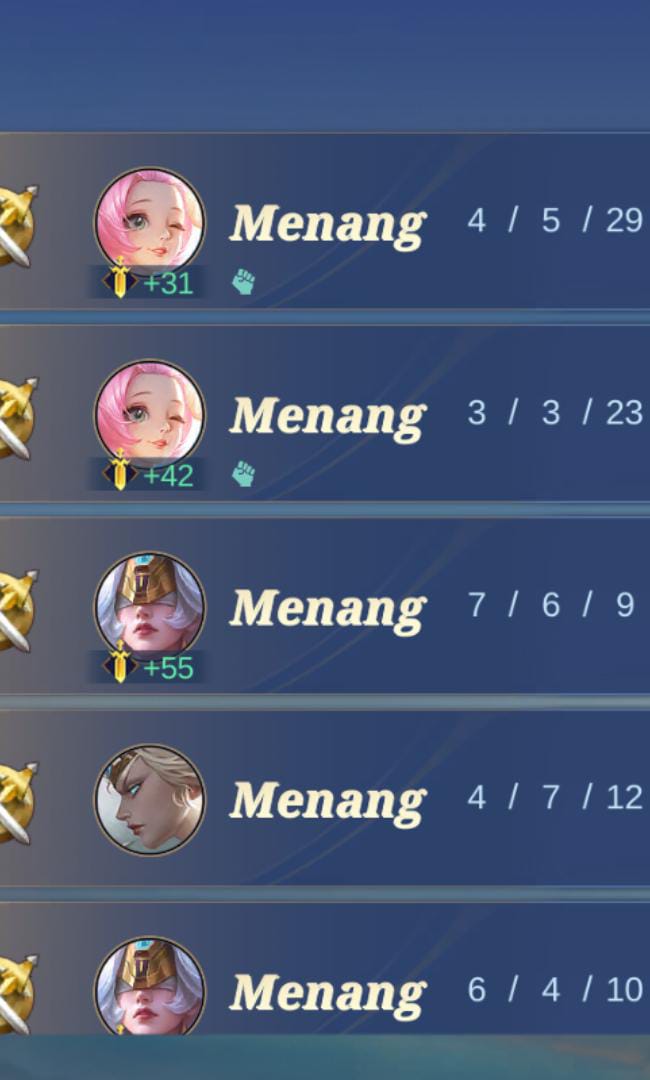 Menang 4 / 5 / 29
+31
Menang 3 / 3 / 23
+42
Menang 7 / 6 / 9
+55
Menang 4 / 7 / 12
Menang 6 / 4 / 10